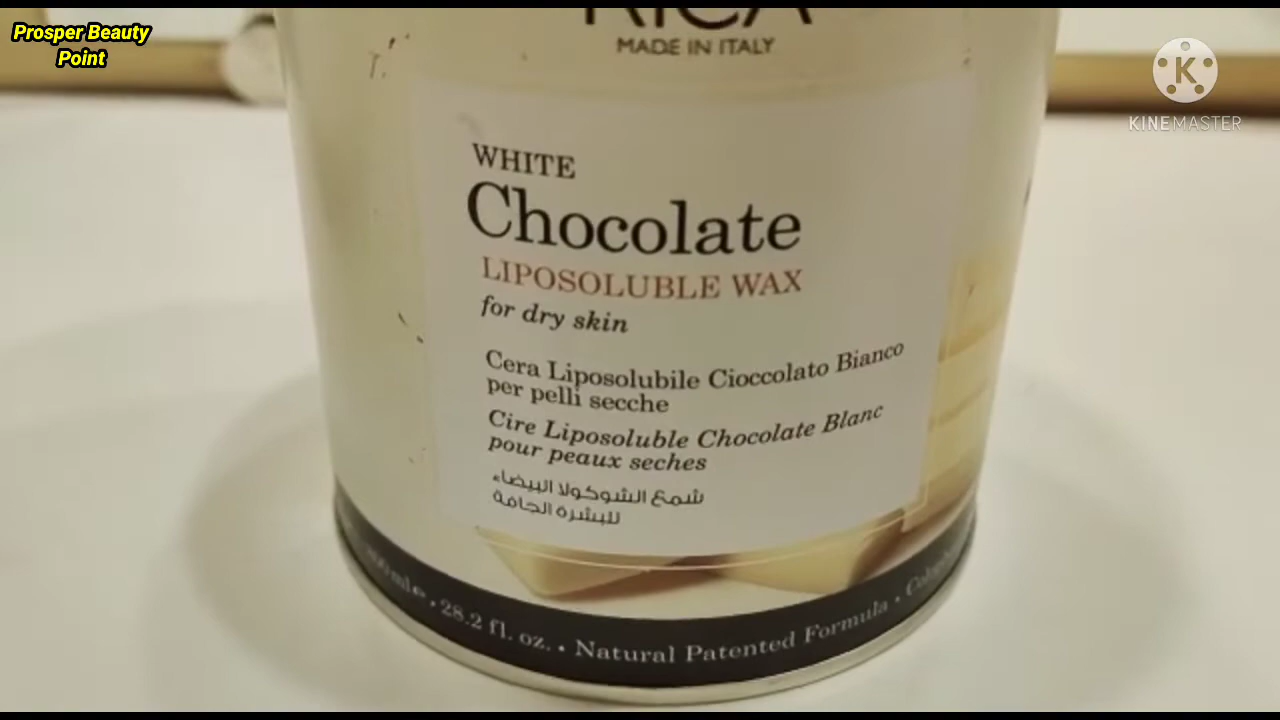 Prosper Beauty
Point
KINEMASTER
RICA
MADE IN ITALY
WHITE
Chocolate
LIPOSOLUBLE WAX
for dry skin
Cera Liposolubile Cioccolato Bianco
per pelli secche
Cire Liposoluble Chocolate Blanc
pour peaux seches
شمع الشوكولا البيضاء
للبشرة الجافة
28.2 fl. oz. • Natural Patented Formula •